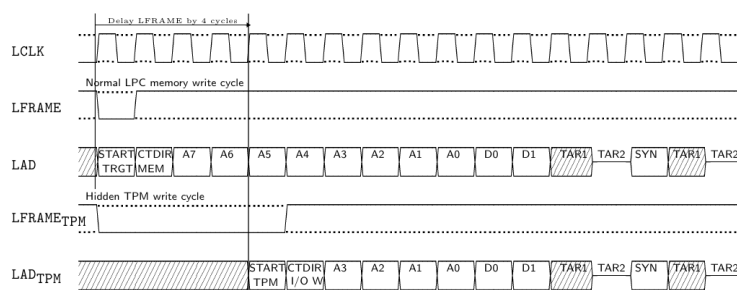 Delay LFRAME by 4 cycles
LCLK
Normal LPC memory write cycle
LFRAME
START CTDIR A7 A6 A5 A4 A3 A2 A1 A0 D0 D1 TAR1 TAR2 SYN TAR1 TAR2
LAD
TRGT MEM
Hidden TPM write cycle
LFRAMETPM
START CTDIR A3 A2 A1 A0 D0 D1 TAR1 TAR2 SYN TAR1 TAR2
LADTPM
TPM I/O W